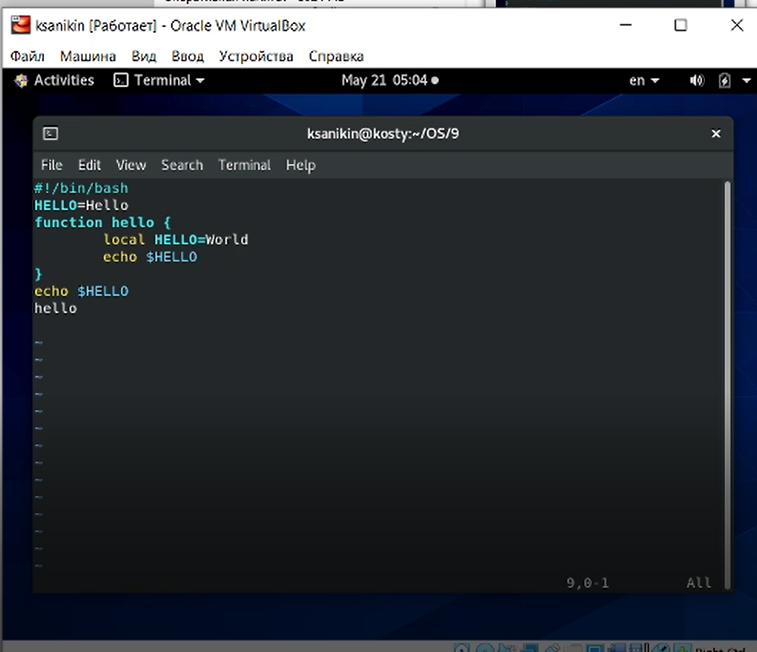 ksanikin [Работает] - Oracle VM VirtualBox
Файл Машина Вид Ввод Устройства Справка
Activities Terminal May 21 05:04 en
ksanikin@kosty:~/OS/9
File Edit View Search Terminal Help
#!/bin/bash
HELLO=Hello
function hello {
        local HELLO=World
        echo $HELLO
}
echo $HELLO
hello
~
~
~
~
~
~
~
~
~
~
~
~
~
~
9,0-1 All